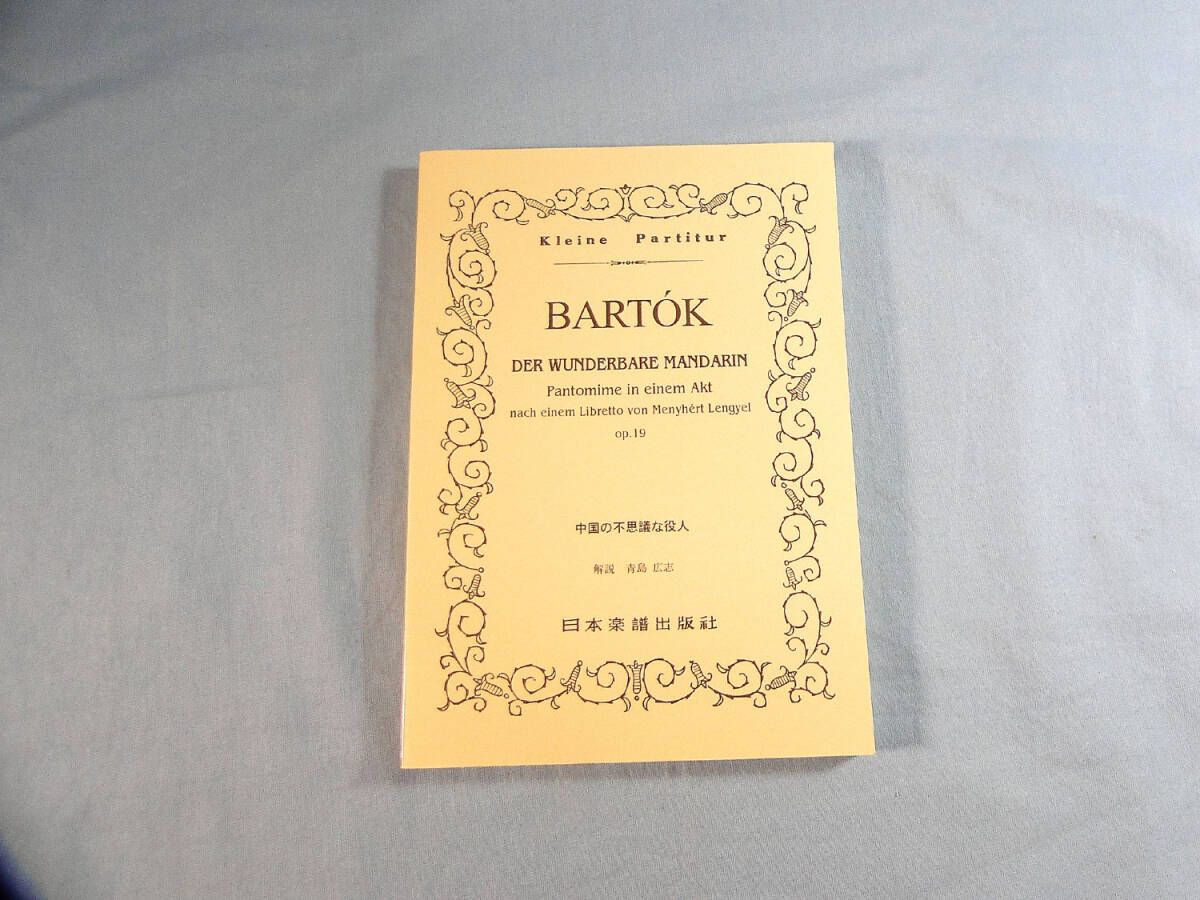 Kleine Partitur
BARTÓK
DER WUNDERBARE MANDARIN
Pantomime in einem Akt
nach einem Libretto von Menyhért Lengyel
op.19
中国の不思議な役人
解説 青島 広志
日本楽譜出版社